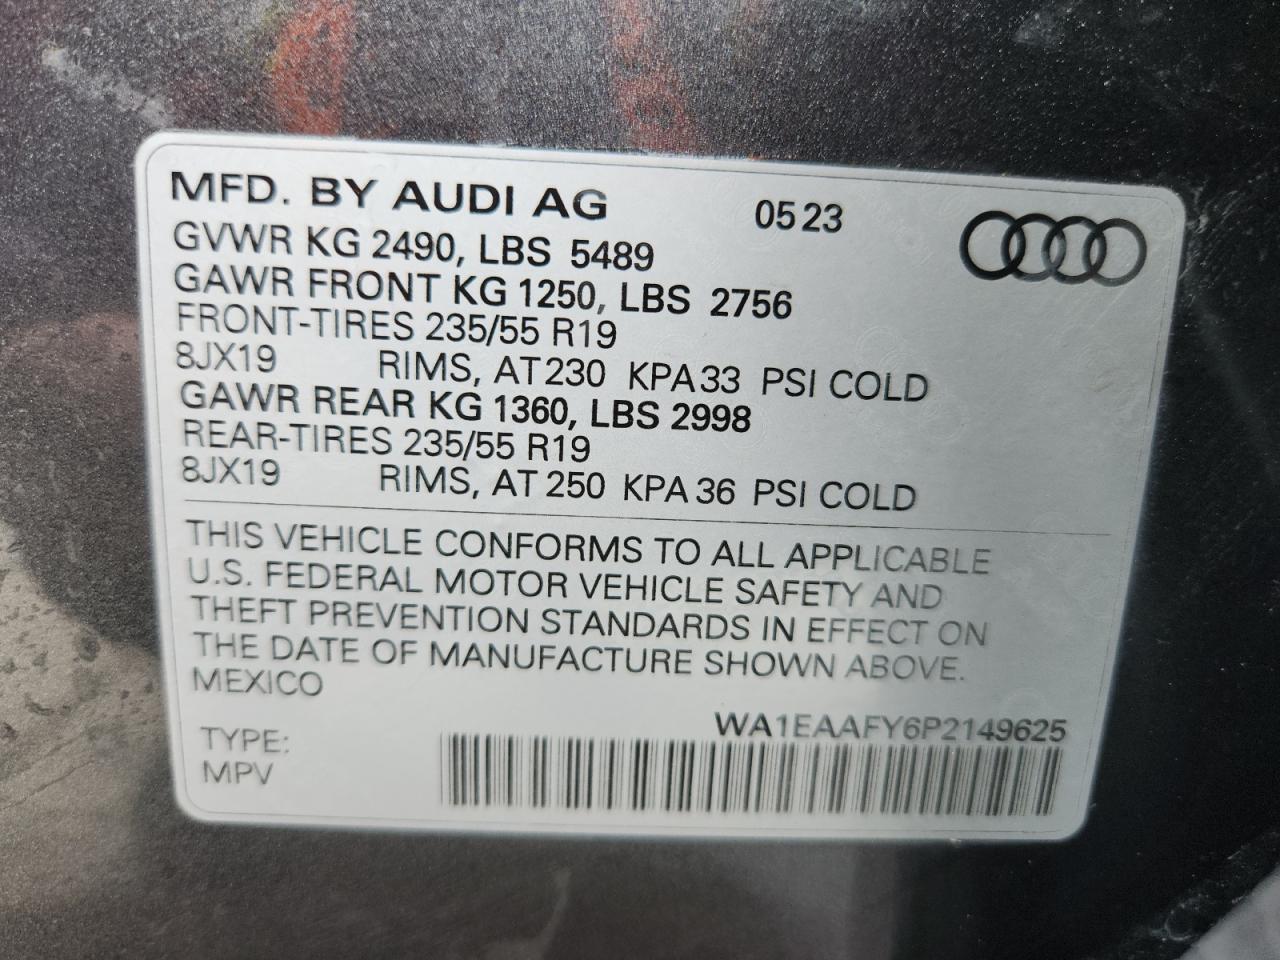 MFD. BY AUDI AG 05 23
GVWR KG 2490, LBS 5489
GAWR FRONT KG 1250, LBS 2756
FRONT-TIRES 235/55 R19
8JX19 RIMS, AT 230 KPA 33 PSI COLD
GAWR REAR KG 1360, LBS 2998
REAR-TIRES 235/55 R19
8JX19 RIMS, AT 250 KPA 36 PSI COLD
THIS VEHICLE CONFORMS TO ALL APPLICABLE
U.S. FEDERAL MOTOR VEHICLE SAFETY AND
THEFT PREVENTION STANDARDS IN EFFECT ON
THE DATE OF MANUFACTURE SHOWN ABOVE.
MEXICO
WA1EAAFY6P2149625
TYPE:
MPV